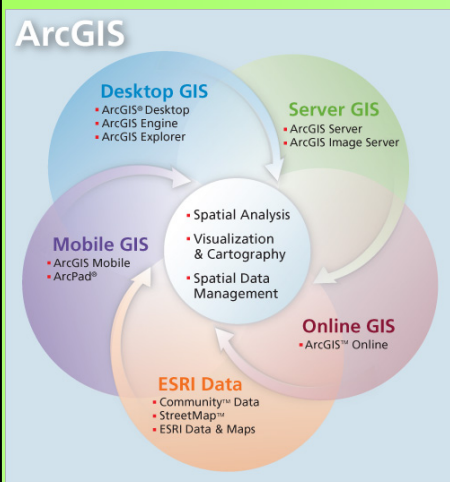 ArcGIS
Desktop GIS
▪ ArcGIS® Desktop
▪ ArcGIS Engine
▪ ArcGIS Explorer
Server GIS
▪ ArcGIS Server
▪ ArcGIS Image Server
▪ Spatial Analysis
▪ Visualization
& Cartography
▪ Spatial Data
Management
Mobile GIS
▪ ArcGIS Mobile
▪ ArcPad®
Online GIS
▪ ArcGIS™ Online
ESRI Data
▪ Community™ Data
▪ StreetMap™
▪ ESRI Data & Maps